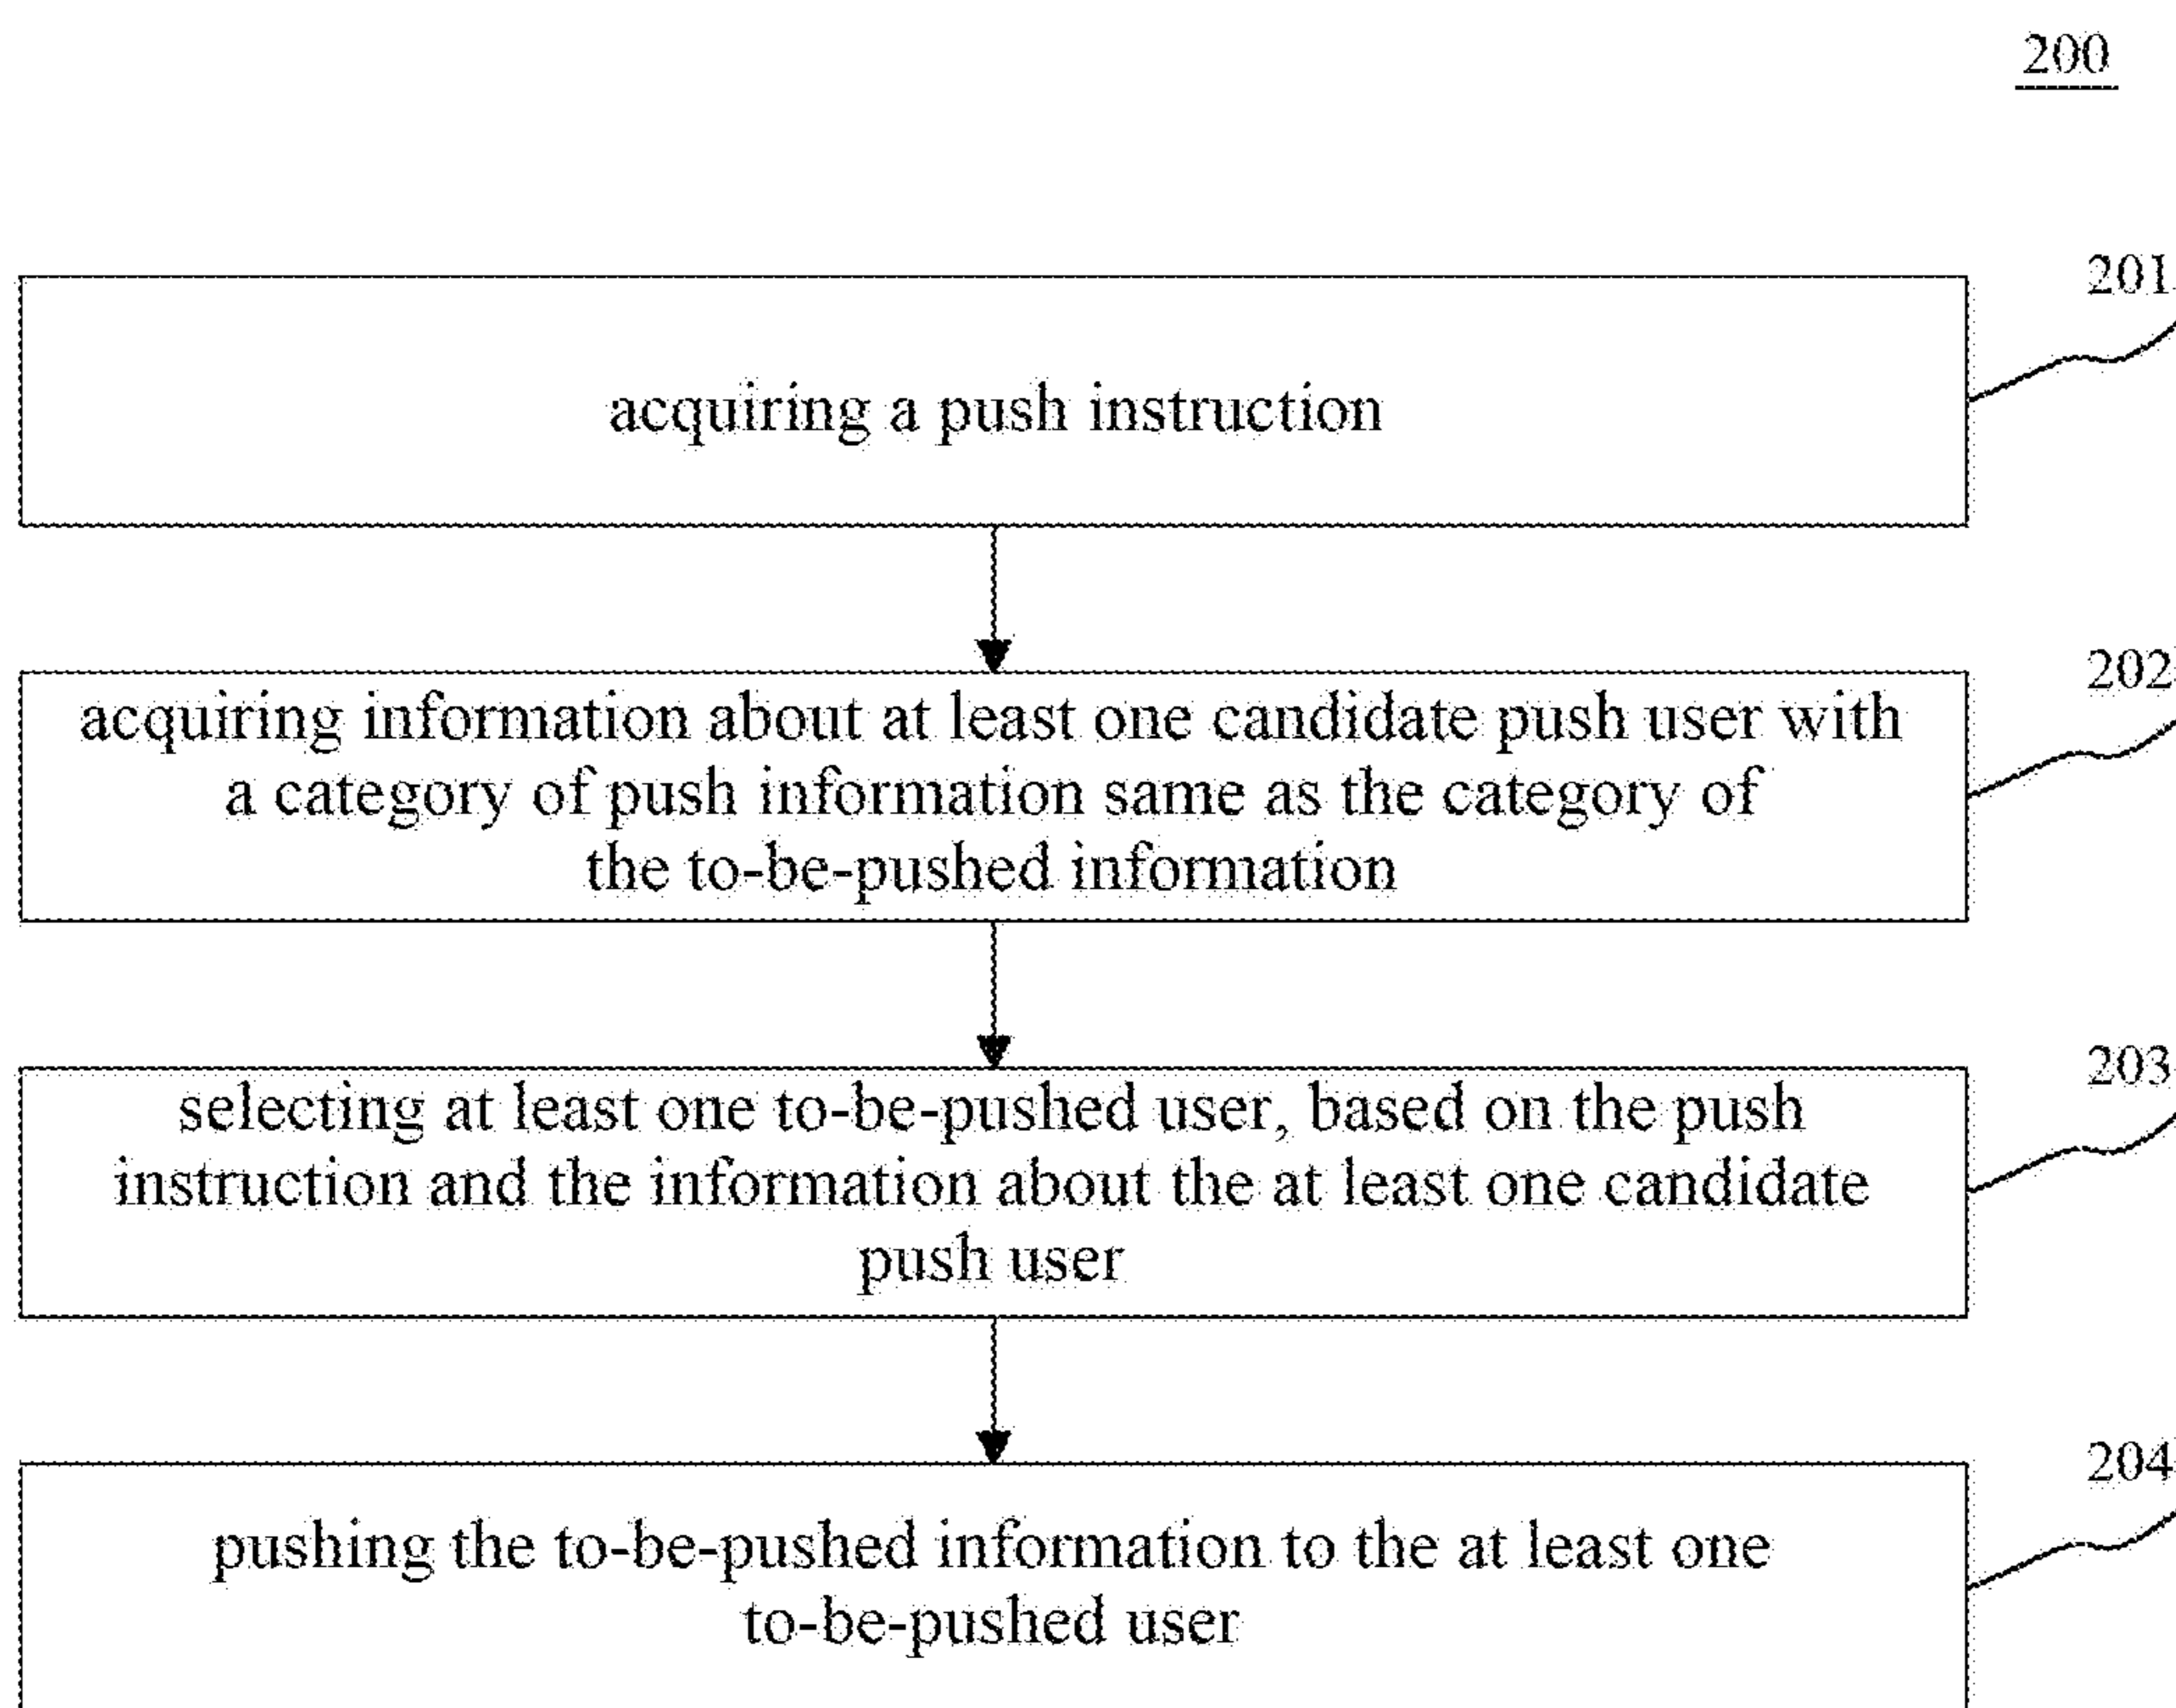 200
201
acquiring a push instruction
202
acquiring information about at least one candidate push user with
a category of push information same as the category of
the to-be-pushed information
203
selecting at least one to-be-pushed user, based on the push
instruction and the information about the at least one candidate
push user
204
pushing the to-be-pushed information to the at least one
to-be-pushed user